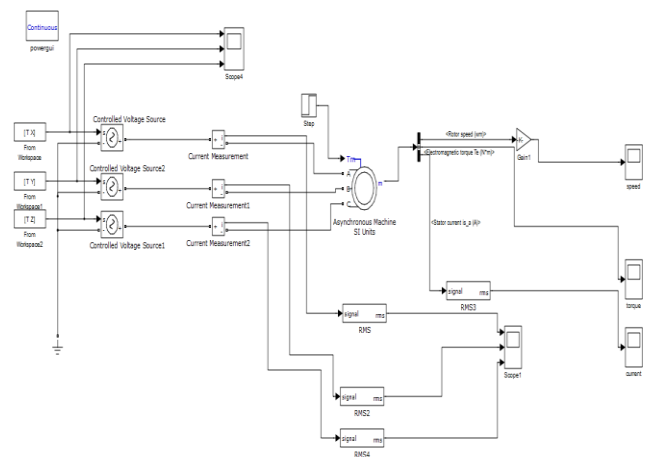 Continuous
powergui
Scope4
[T X]
From
Workspace
Controlled Voltage Source
Current Measurement
[T Y]
From
Workspace1
Controlled Voltage Source2
Current Measurement1
[T Z]
From
Workspace2
Controlled Voltage Source1
Current Measurement2
Step
Tm
A
B
C
m
Asynchronous Machine
SI Units
<Rotor speed (wm)>
<Electromagnetic torque Te (N*m)>
<Stator current is_a (A)>
-K-
Gain1
speed
torque
current
signal rms
RMS3
signal rms
RMS
Scope1
signal rms
RMS2
signal rms
RMS4